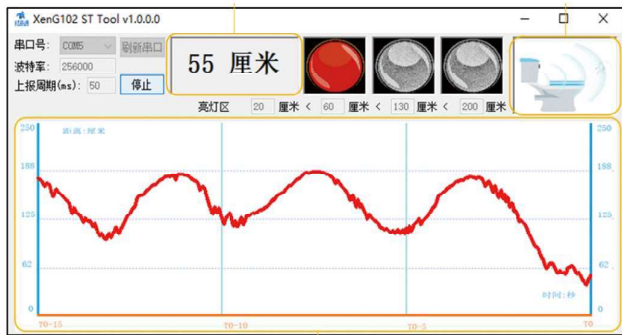 XenG102 ST Tool v1.0.0.0
串口号: COM5 刷新串口
波特率: 256000
上报周期(ms): 50 停止
55 厘米
亮灯区 20 厘米 < 60 厘米 < 130 厘米 < 200 厘米
距离:厘米
250 250
188 188
125 125
62 62
时间:秒
0 0
T0-15 T0-10 T0-5 T0